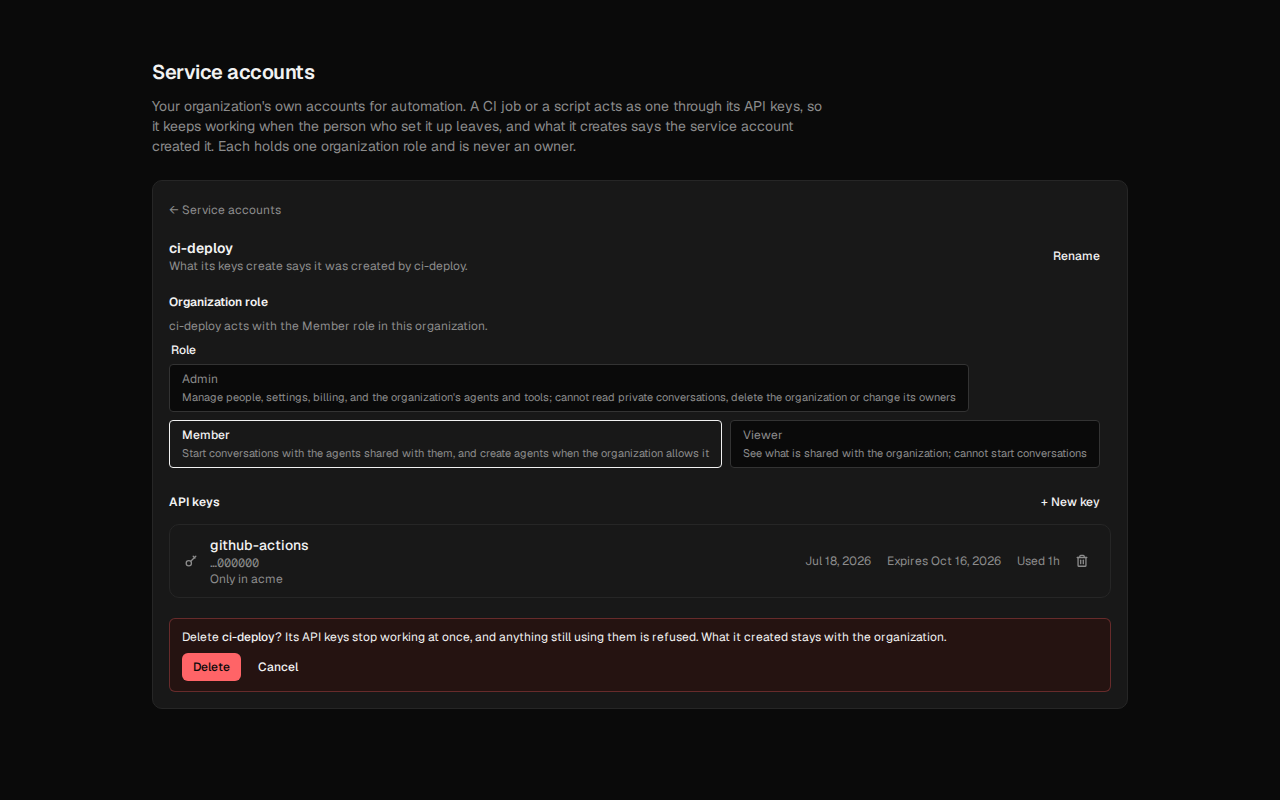 Service accounts
Your organization's own accounts for automation. A CI job or a script acts as one through its API keys, so
it keeps working when the person who set it up leaves, and what it creates says the service account
created it. Each holds one organization role and is never an owner.
← Service accounts
ci-deploy
What its keys create says it was created by ci-deploy.
Rename
Organization role
ci-deploy acts with the Member role in this organization.
Role
Admin
Manage people, settings, billing, and the organization's agents and tools; cannot read private conversations, delete the organization or change its owners
Member
Start conversations with the agents shared with them, and create agents when the organization allows it
Viewer
See what is shared with the organization; cannot start conversations
API keys
+ New key
github-actions
…000000
Only in acme
Jul 18, 2026
Expires Oct 16, 2026
Used 1h
Delete ci-deploy? Its API keys stop working at once, and anything still using them is refused. What it created stays with the organization.
Delete
Cancel